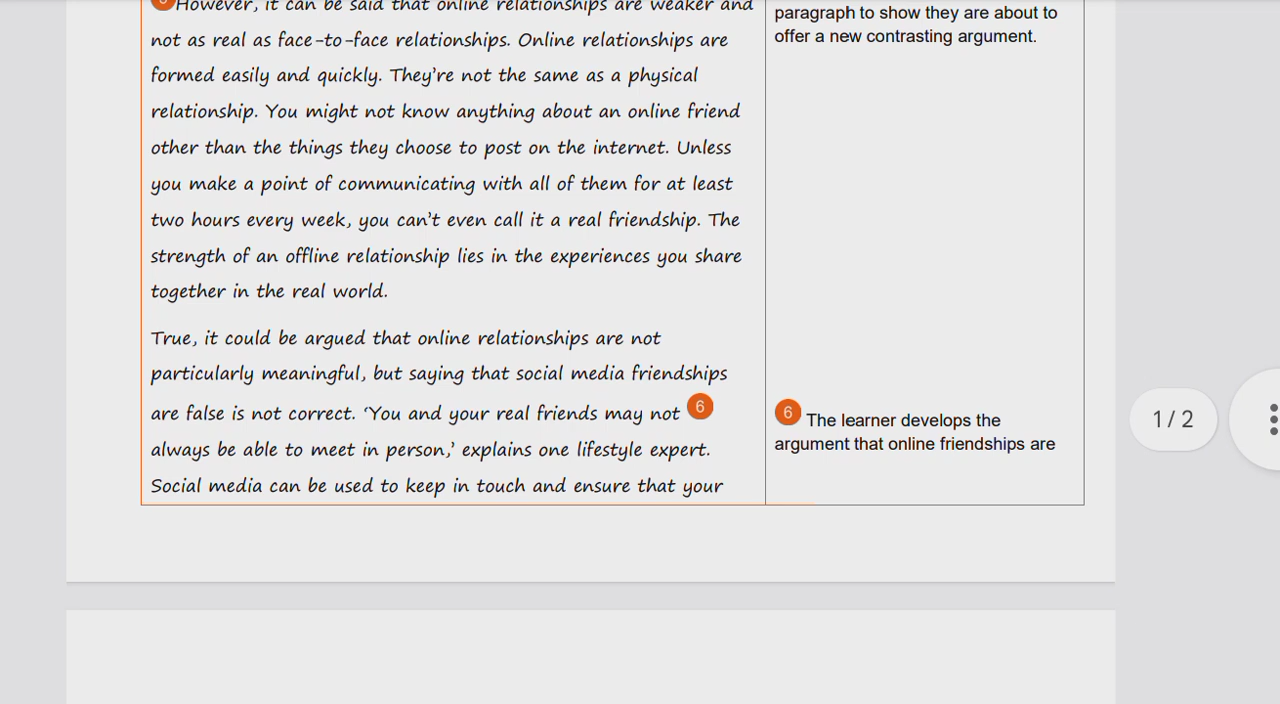 However, it can be said that online relationships are weaker and
not as real as face-to-face relationships. Online relationships are
formed easily and quickly. They're not the same as a physical
relationship. You might not know anything about an online friend
other than the things they choose to post on the internet. Unless
you make a point of communicating with all of them for at least
two hours every week, you can't even call it a real friendship. The
strength of an offline relationship lies in the experiences you share
together in the real world.
True, it could be argued that online relationships are not
particularly meaningful, but saying that social media friendships
are false is not correct. ‘You and your real friends may not 6
always be able to meet in person,’ explains one lifestyle expert.
Social media can be used to keep in touch and ensure that your
paragraph to show they are about to
offer a new contrasting argument.
6 The learner develops the
argument that online friendships are
1 / 2